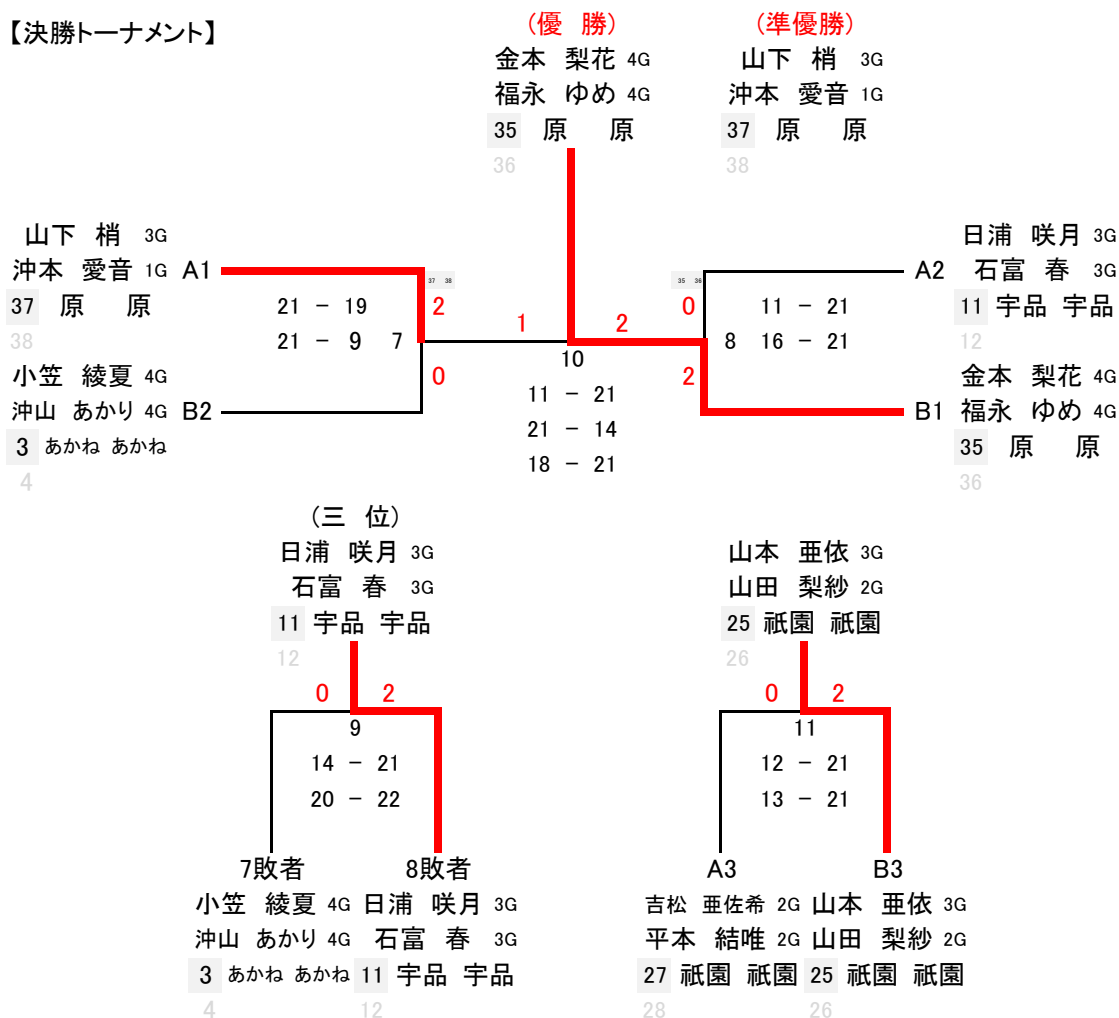 【決勝トーナメント】
(優 勝) (準優勝)
金本 梨花 4G 山下 梢 3G
福永 ゆめ 4G 沖本 愛音 1G
35 原 原 37 原 原
36 38
山下 梢 3G 日浦 咲月 3G
沖本 愛音 1G A1 A2 石富 春 3G
37 38 35 36
37 原 原 21 - 19 2 1 2 0 11 - 21 11 宇品 宇品
38 21 - 9 7 8 16 - 21 12
10
小笠 綾夏 4G 0 2 金本 梨花 4G
11 - 21
沖山 あかり 4G B2 B1 福永 ゆめ 4G
21 - 14
3 あかね あかね 35 原 原
18 - 21
4 36
(三 位)
日浦 咲月 3G 山本 亜依 3G
石富 春 3G 山田 梨紗 2G
11 宇品 宇品 25 祇園 祇園
12 26
0 2 0 2
9 11
14 - 21 12 - 21
20 - 22 13 - 21
7敗者 8敗者 A3 B3
小笠 綾夏 4G 日浦 咲月 3G 吉松 亜佐希 2G 山本 亜依 3G
沖山 あかり 4G 石富 春 3G 平本 結唯 2G 山田 梨紗 2G
3 あかね あかね 11 宇品 宇品 27 祇園 祇園 25 祇園 祇園
4 12 28 26